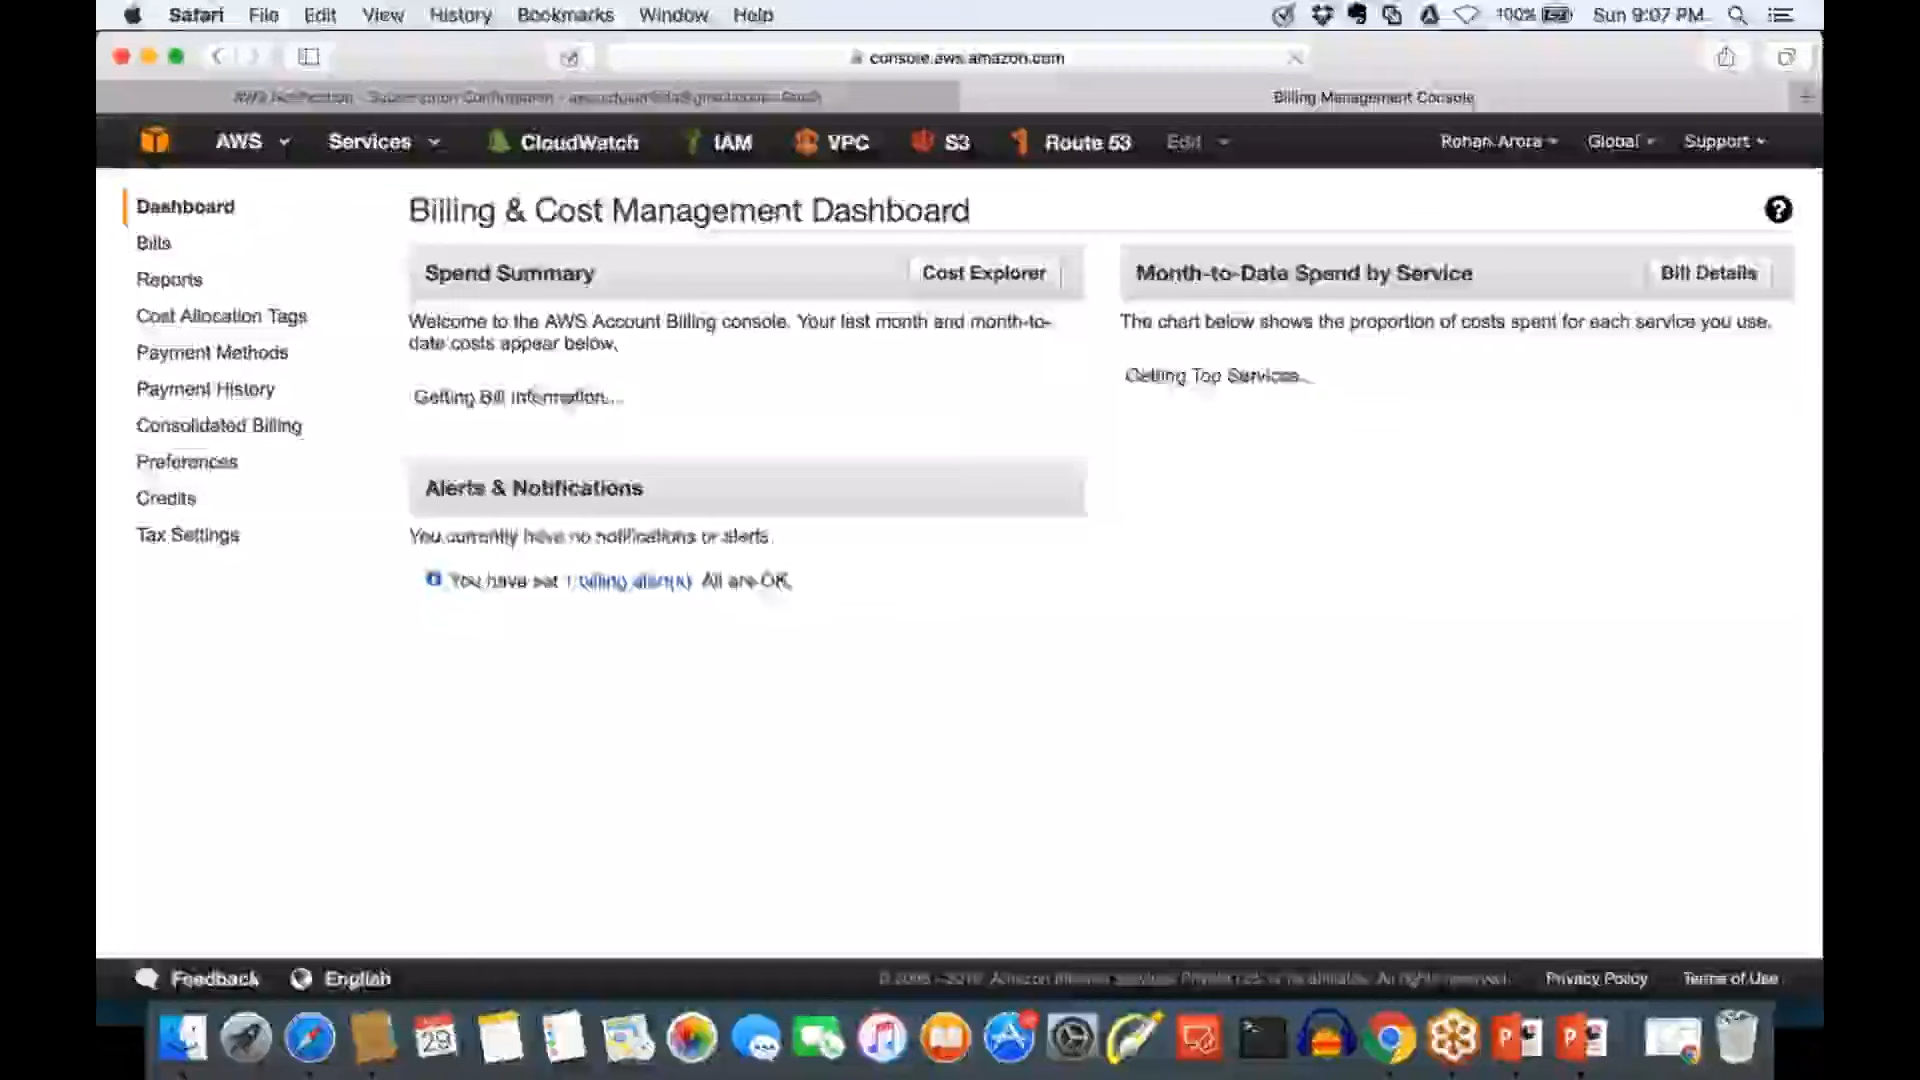 Safari File Edit View History Bookmarks Window Help 100% Sun 9:07 PM
console.aws.amazon.com
AWS Notification - Subscription Confirmation -
Billing Management Console
AWS Services CloudWatch IAM VPC S3 Route 53 Edit Rohan Arora Global Support
Dashboard
Bills
Reports
Cost Allocation Tags
Payment Methods
Payment History
Consolidated Billing
Preferences
Credits
Tax Settings
Billing & Cost Management Dashboard
?
Spend Summary
Cost Explorer
Welcome to the AWS Account Billing console. Your last month and month-to-
date costs appear below.
Getting Bill Information...
Alerts & Notifications
You currently have no notifications or alerts.
You have set 1 billing alarm(s). All are OK.
Month-to-Date Spend by Service
Bill Details
The chart below shows the proportion of costs spent for each service you use.
Getting Top Services...
Feedback English
Privacy Policy Terms of Use
29